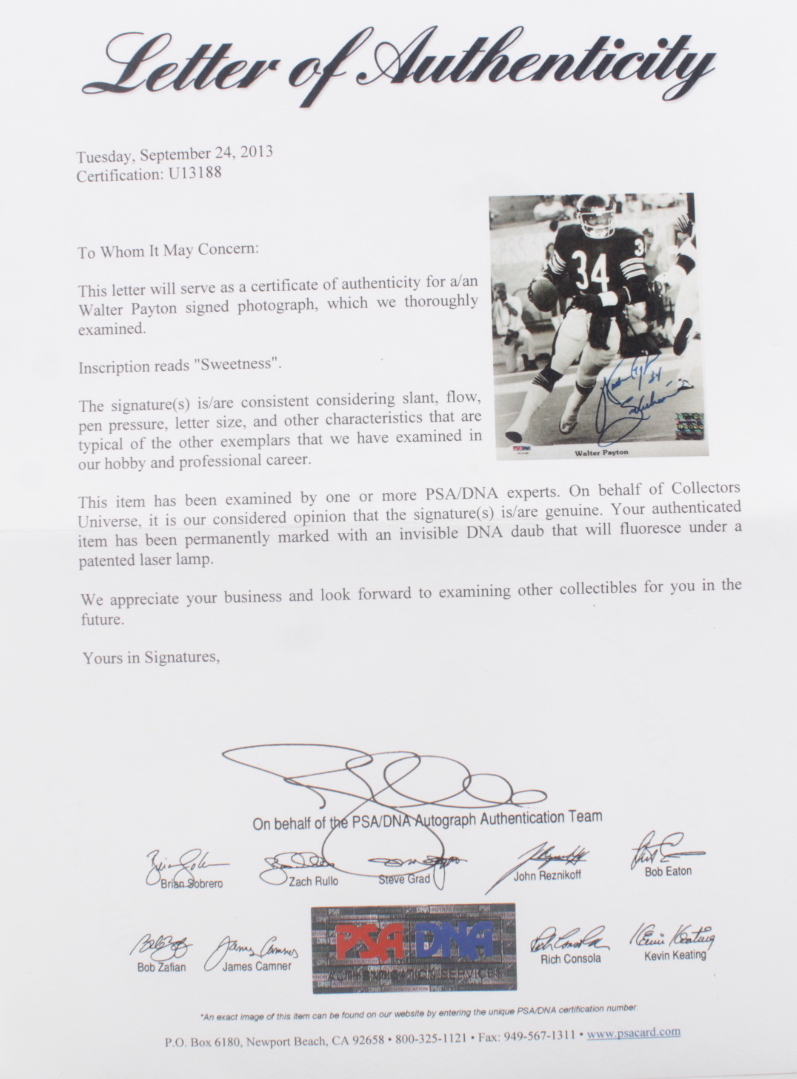 Letter of Authenticity
Tuesday, September 24, 2013
Certification: U13188
To Whom It May Concern:
This letter will serve as a certificate of authenticity for a/an
Walter Payton signed photograph, which we thoroughly
examined.
Inscription reads "Sweetness".
The signature(s) is/are consistent considering slant, flow,
pen pressure, letter size, and other characteristics that are
typical of the other exemplars that we have examined in
our hobby and professional career.
34
34
34
Walter Payton
This item has been examined by one or more PSA/DNA experts. On behalf of Collectors
Universe, it is our considered opinion that the signature(s) is/are genuine. Your authenticated
item has been permanently marked with an invisible DNA daub that will fluoresce under a
patented laser lamp.
We appreciate your business and look forward to examining other collectibles for you in the
future.
Yours in Signatures,
On behalf of the PSA/DNA Autograph Authentication Team
Brian Sobrero
Zach Rullo
Steve Grad
John Reznikoff
Bob Eaton
Bob Zafian
James Camner
PSA DNA
AUTHENTICATION SERVICES
Rich Consola
Kevin Keating
*An exact image of this item can be found on our website by entering the unique PSA/DNA certification number.
P.O. Box 6180, Newport Beach, CA 92658 • 800-325-1121 • Fax: 949-567-1311 • www.psacard.com